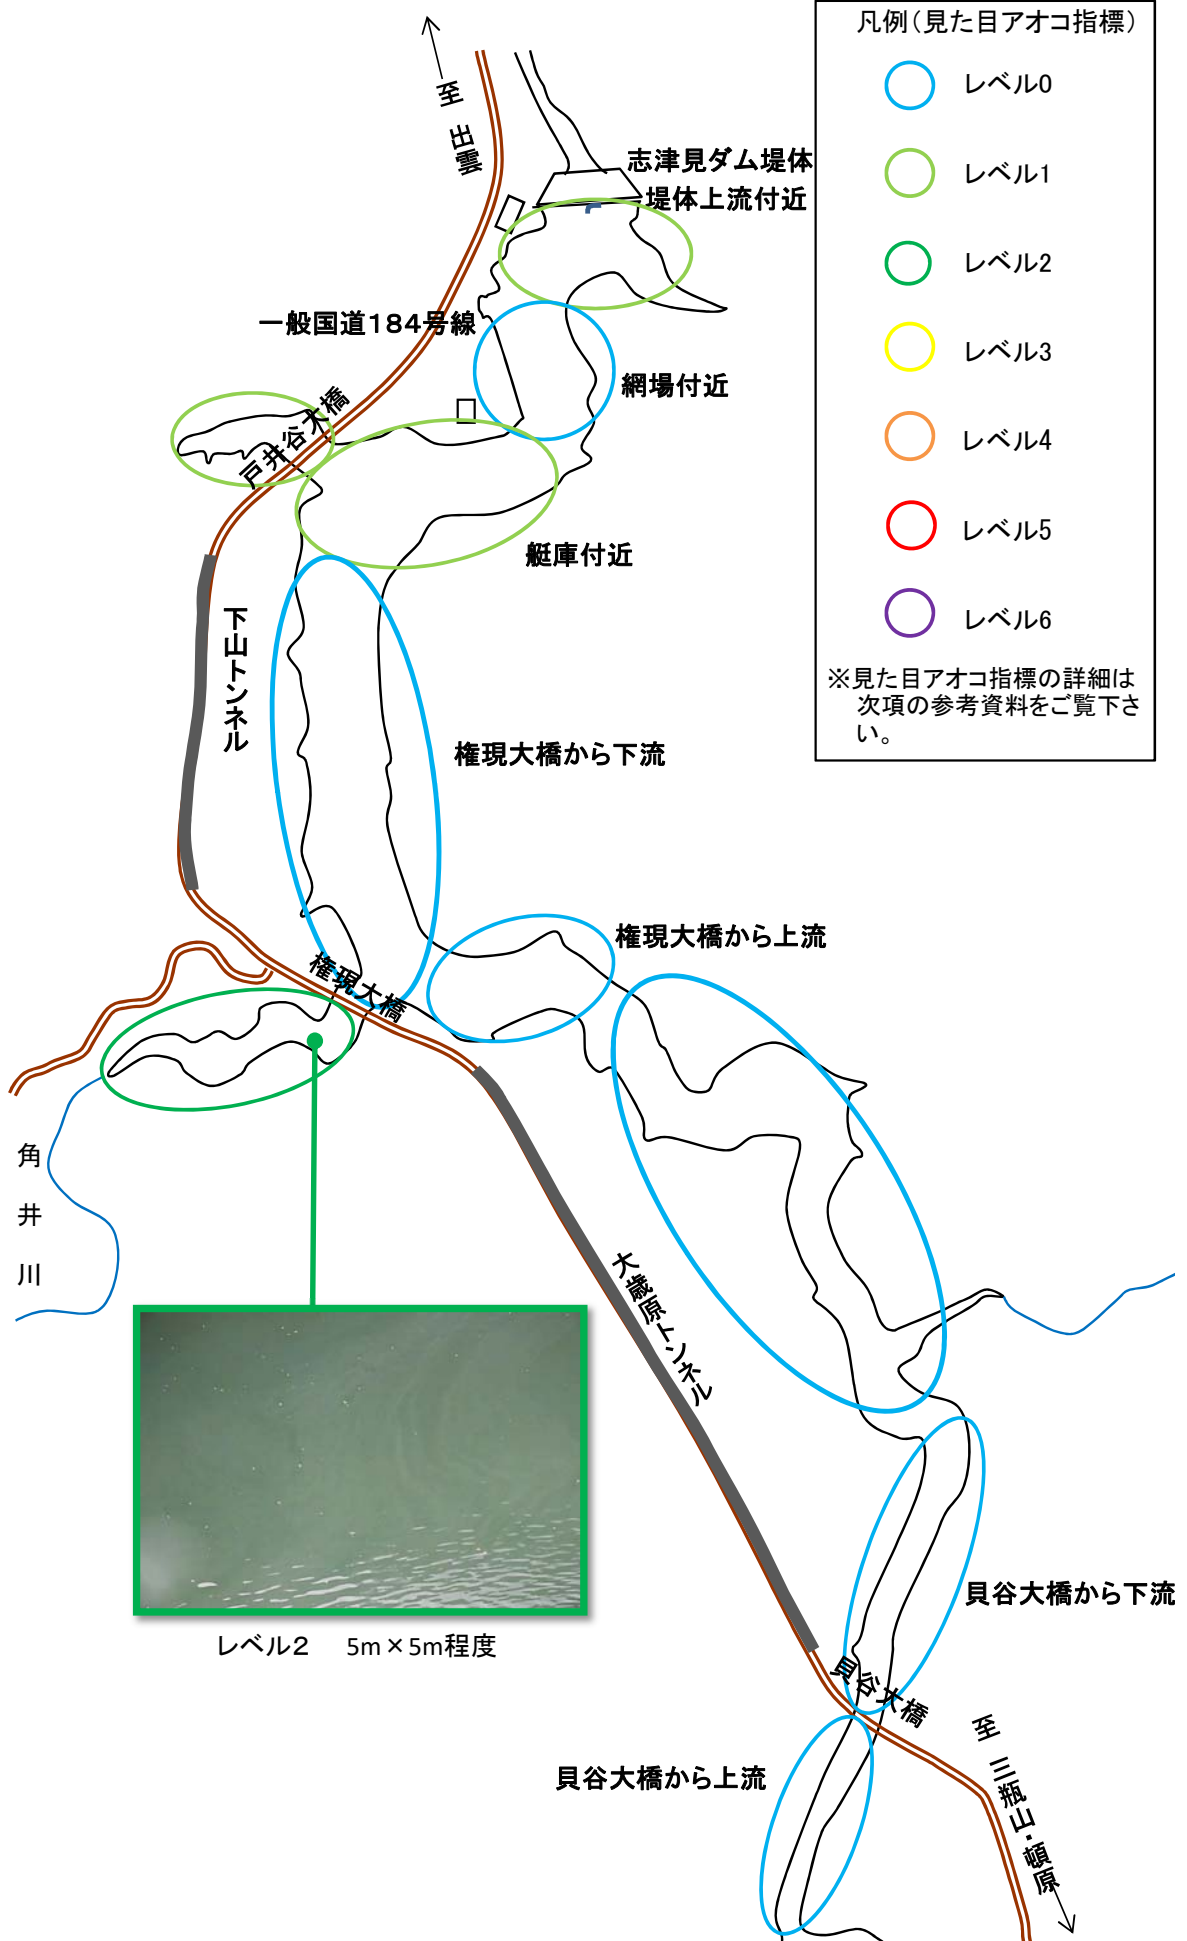 凡例(見た目アオコ指標)
レベル0
レベル1
レベル2
レベル3
レベル4
レベル5
レベル6
※見た目アオコ指標の詳細は
次項の参考資料をご覧下さ
い。
至 出雲
志津見ダム堤体
堤体上流付近
一般国道184号線
網場付近
戸井谷大橋
艇庫付近
下山トンネル
権現大橋から下流
権現大橋から上流
権現大橋
角井川
大歳原トンネル
レベル2 5m×5m程度
貝谷大橋から下流
貝谷大橋
貝谷大橋から上流
至 三瓶山・頓原